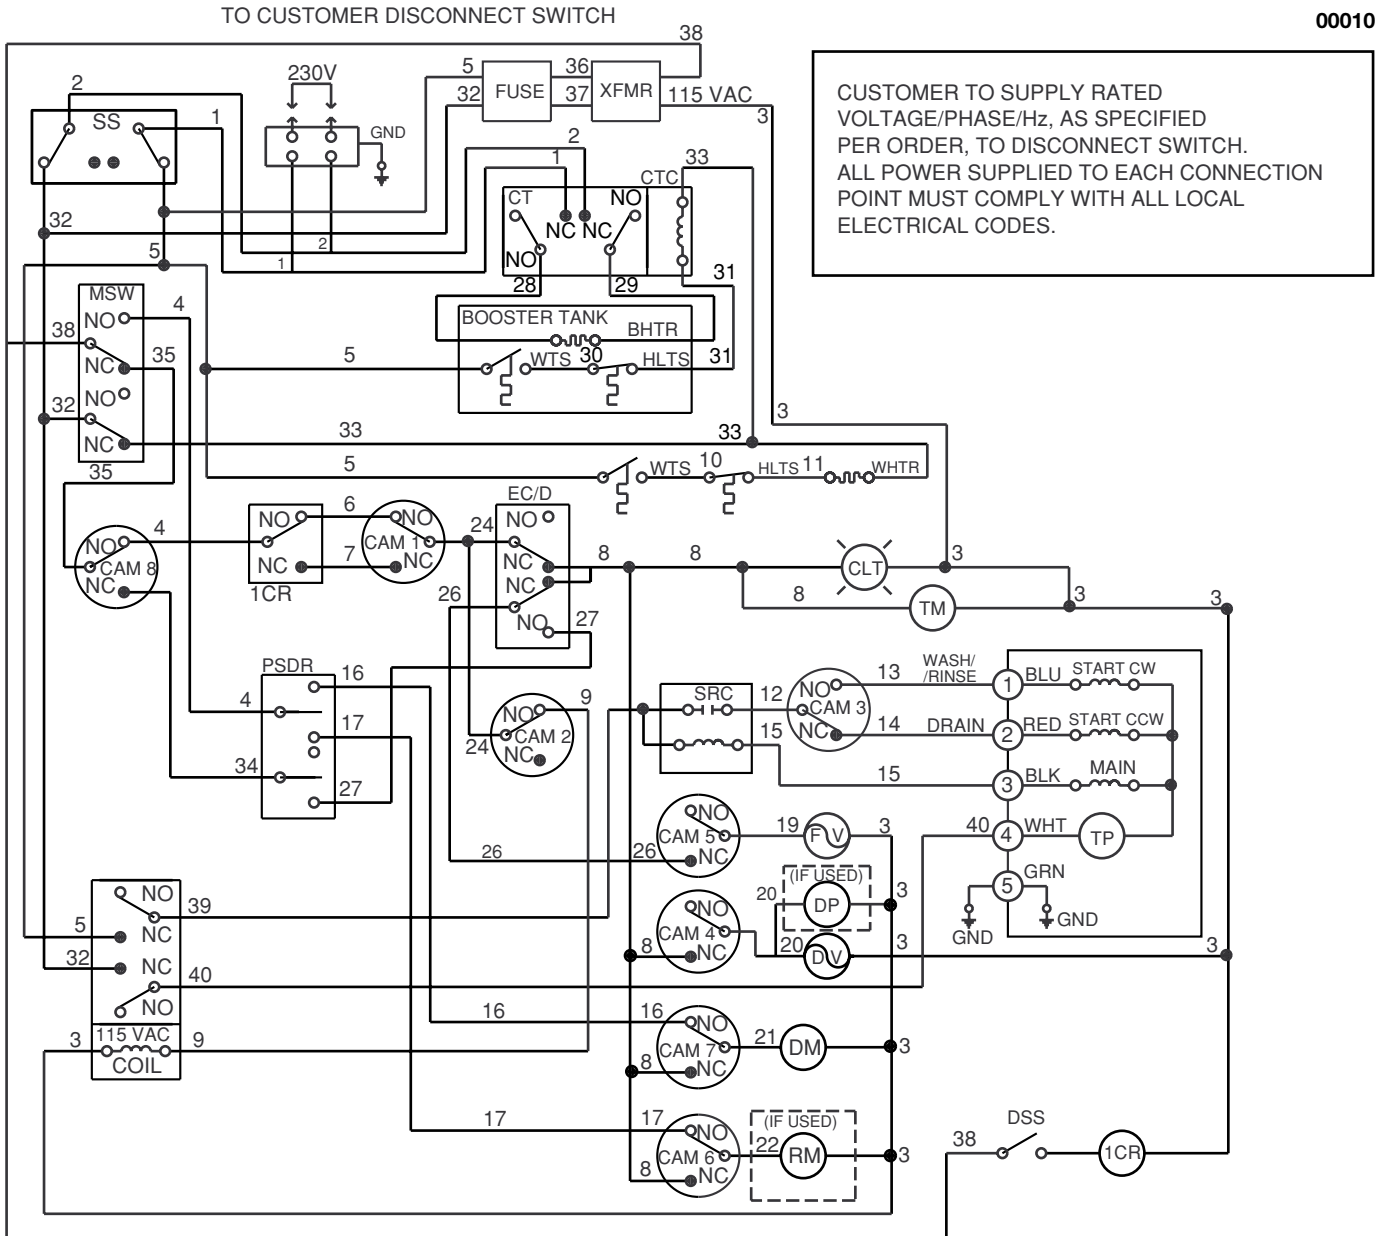 TO CUSTOMER DISCONNECT SWITCH
00010
38
2
230V
5
36
32
FUSE
37
XFMR
115 VAC
3
CUSTOMER TO SUPPLY RATED
VOLTAGE/PHASE/Hz, AS SPECIFIED
PER ORDER, TO DISCONNECT SWITCH.
ALL POWER SUPPLIED TO EACH CONNECTION
POINT MUST COMPLY WITH ALL LOCAL
ELECTRICAL CODES.
SS
1
GND
2
1
33
CTC
CT
NO
NC
NC
NO
32
2
5
1
28
29
31
MSW
4
NO
BOOSTER TANK
BHTR
38
35
5
WTS
30
HLTS
31
NC
NO
32
3
NC
33
33
35
5
WTS
10
HLTS
11
WHTR
EC/D
4
NO
6
NO
24
NO
NO
CAM 8
CAM 1
NC
7
NC
NC
NC
8
8
CLT
3
NC
1CR
26
8
TM
3
3
NO
27
PSDR
16
WASH/
/RINSE
13
BLU
START CW
1
9
SRC
12
NO
CAM 3
4
17
NO
CAM 2
NC
14
DRAIN
2
RED
START CCW
24
NC
15
34
15
3
BLK
MAIN
27
NO
CAM 5
19
F V
3
40
4
WHT
TP
26
26
NC
(IF USED)
5
GRN
NO
39
NO
20
DP
3
GND
GND
5
NC
CAM 4
20
D V
3
3
32
NC
8
NC
40
NO
16
16
NO
3
115 VAC
9
CAM 7
21
DM
3
COIL
8
NC
17
17
(IF USED)
DSS
NO
38
CAM 6
22
RM
3
1CR
8
NC